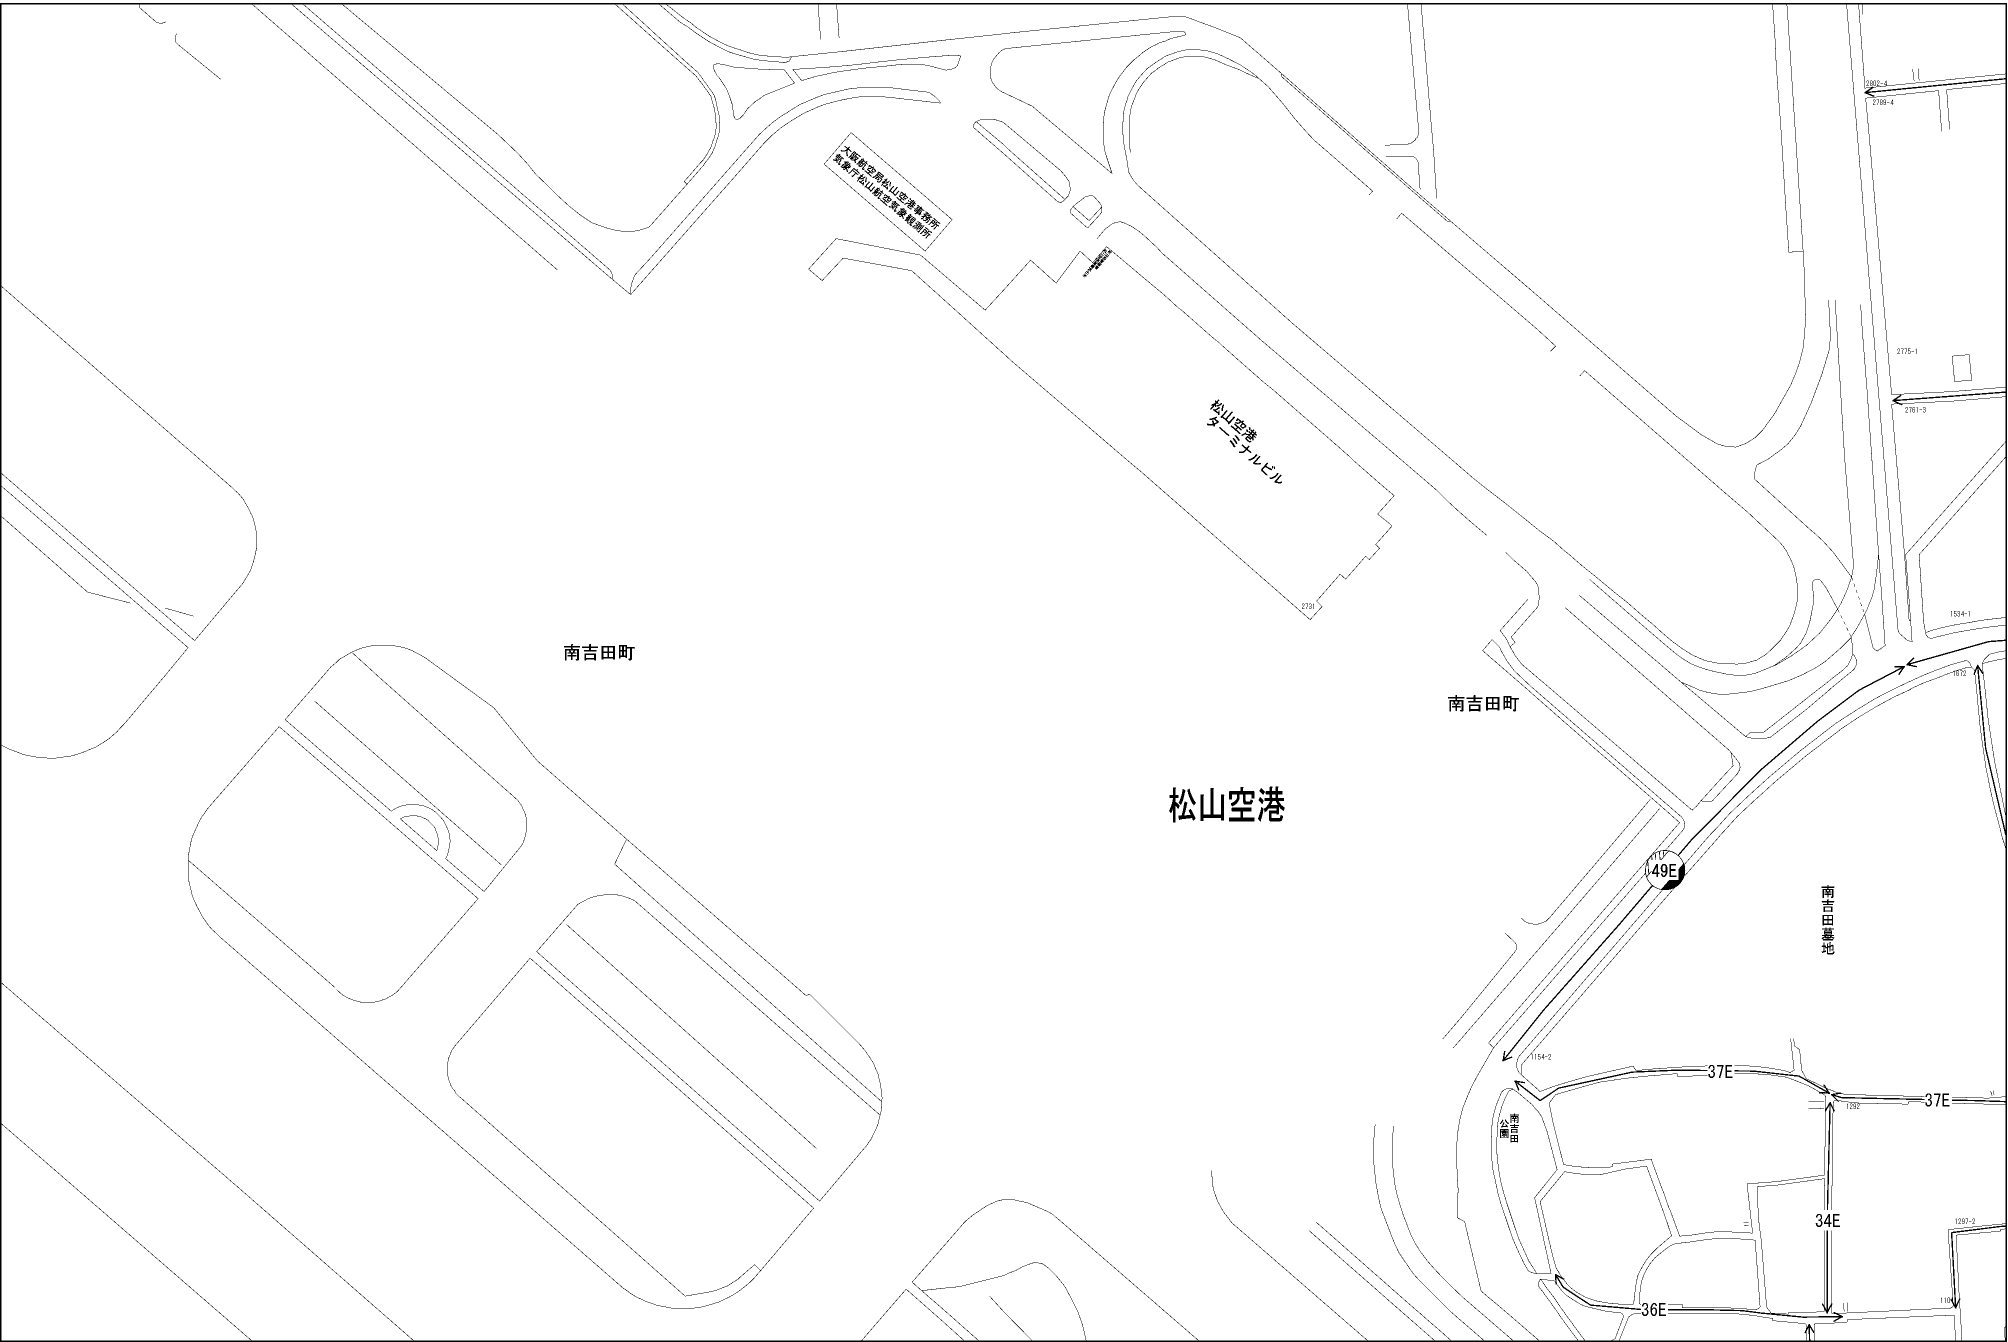 2802-4
2789-4
大阪航空局松山空港事務所
気象庁松山航空気象観測所
2775-1
2761-3
松山空港
ターミナルビル
2731
1534-1
南吉田町
1672
南吉田町
松山空港
49E
南吉田墓地
1154-2
37E
37E
1292
南吉田
公園
34E
1297-2
36E